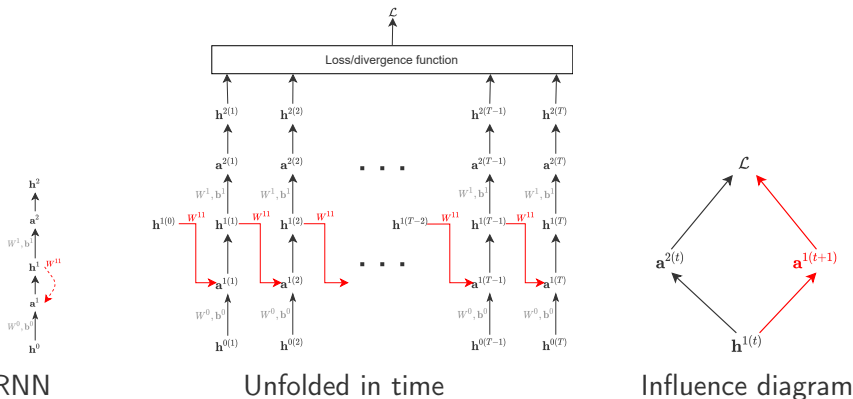 𝓛
Loss/divergence function
h²⁽¹⁾ h²⁽²⁾ h²⁽ᵀ⁻¹⁾ h²⁽ᵀ⁾
a²⁽¹⁾ a²⁽²⁾ . . . a²⁽ᵀ⁻¹⁾ a²⁽ᵀ⁾
W¹, b¹ W¹, b¹ W¹, b¹ W¹, b¹
h¹⁽⁰⁾ W¹¹ h¹⁽¹⁾ W¹¹ h¹⁽²⁾ W¹¹ h¹⁽ᵀ⁻²⁾ W¹¹ h¹⁽ᵀ⁻¹⁾ W¹¹ h¹⁽ᵀ⁾
a¹⁽¹⁾ a¹⁽²⁾ . . . a¹⁽ᵀ⁻¹⁾ a¹⁽ᵀ⁾
W⁰, b⁰ W⁰, b⁰ W⁰, b⁰ W⁰, b⁰
h⁰⁽¹⁾ h⁰⁽²⁾ h⁰⁽ᵀ⁻¹⁾ h⁰⁽ᵀ⁾
h²
a²
W¹, b¹
h¹ W¹¹
a¹
W⁰, b⁰
h⁰
𝓛
a²⁽ᵗ⁾ a¹⁽ᵗ⁺¹⁾
h¹⁽ᵗ⁾
RNN Unfolded in time Influence diagram